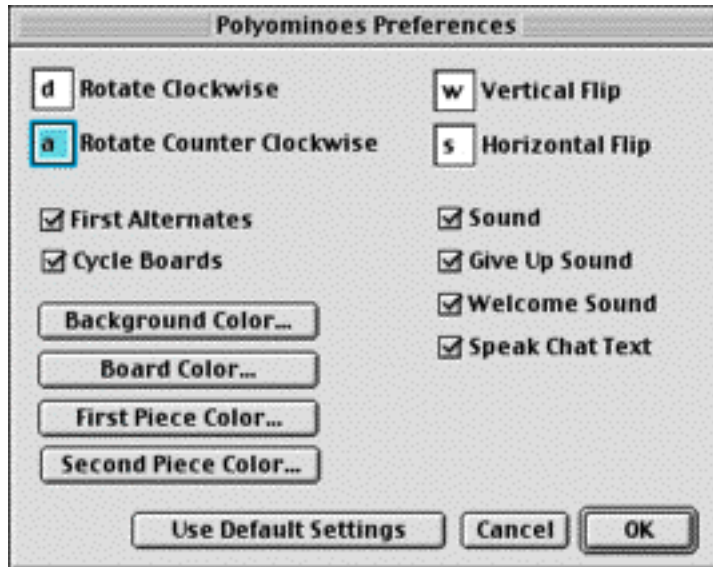 Polyominoes Preferences
d Rotate Clockwise
w Vertical Flip
a Rotate Counter Clockwise
s Horizontal Flip
First Alternates
Sound
Cycle Boards
Give Up Sound
Background Color...
Welcome Sound
Board Color...
Speak Chat Text
First Piece Color...
Second Piece Color...
Use Default Settings
Cancel
OK